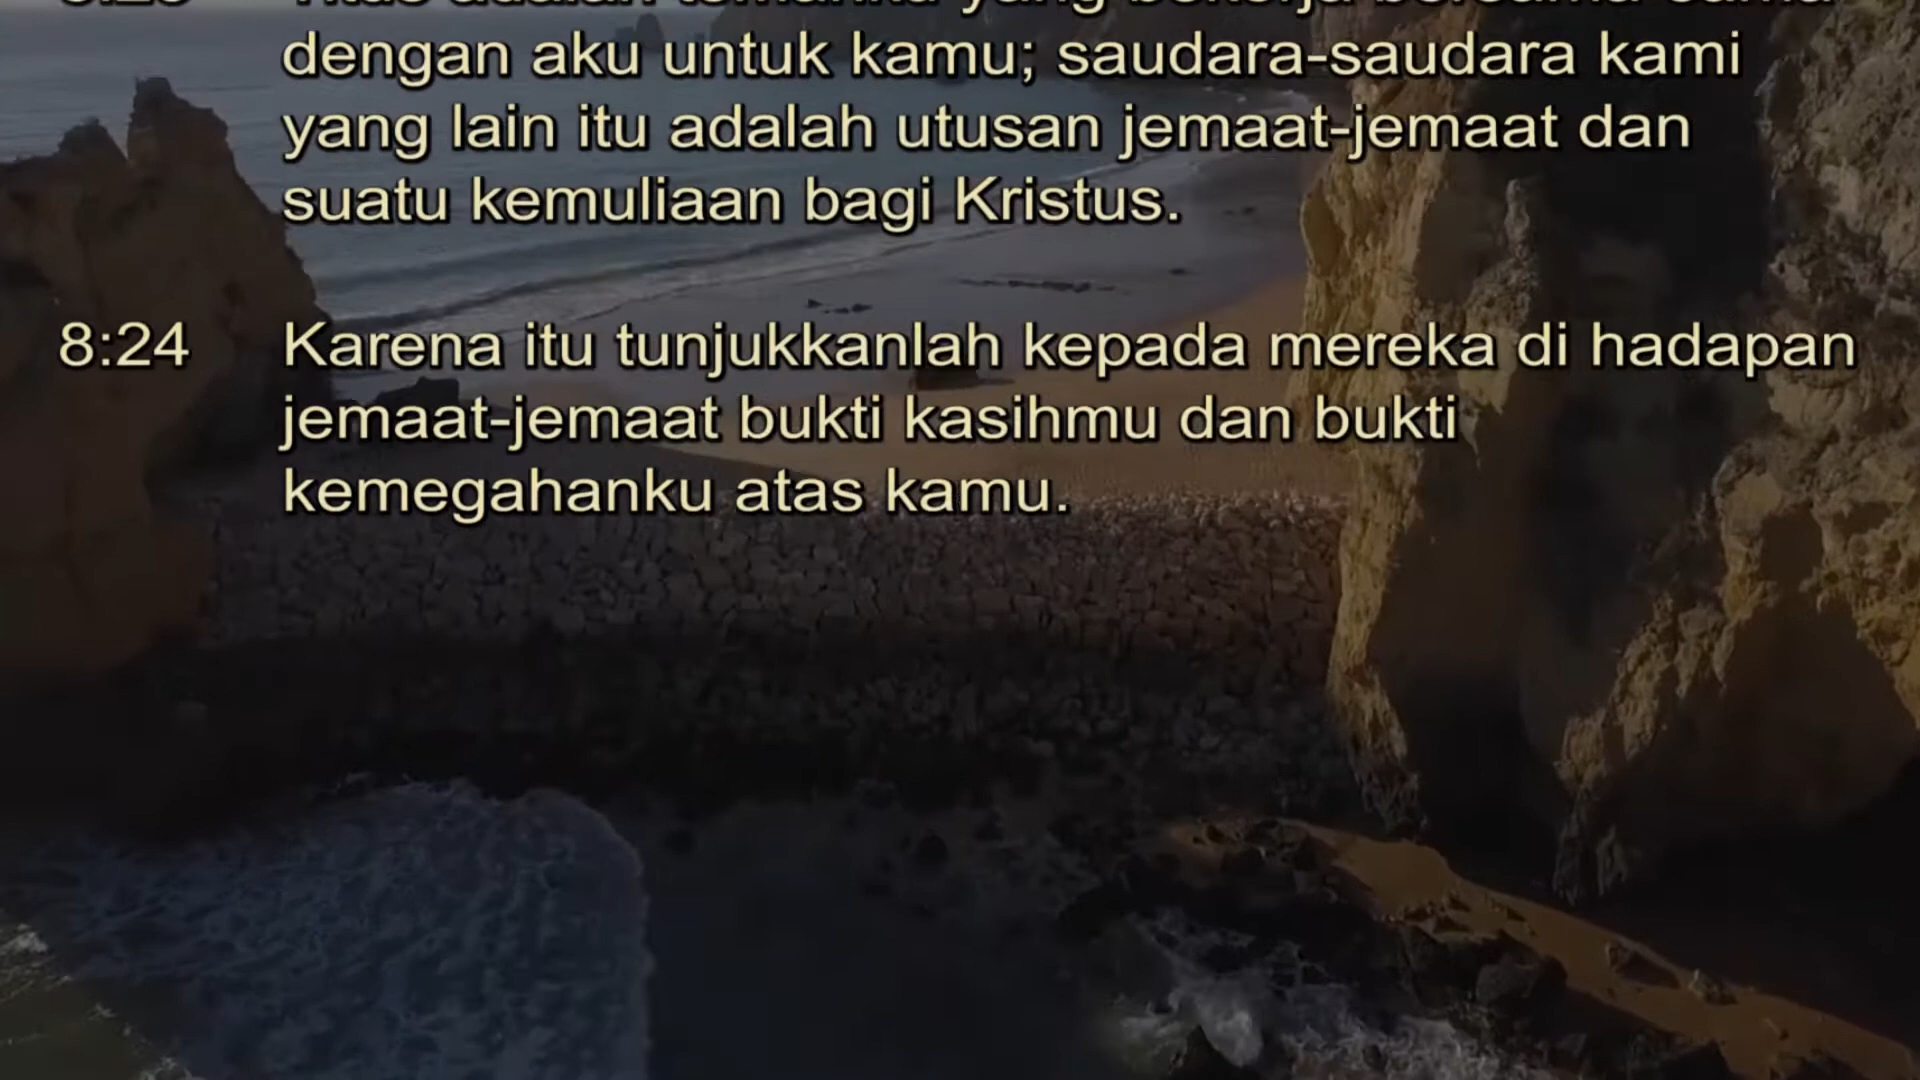 dengan aku untuk kamu; saudara-saudara kami
yang lain itu adalah utusan jemaat-jemaat dan
suatu kemuliaan bagi Kristus.
8:24 Karena itu tunjukkanlah kepada mereka di hadapan
jemaat-jemaat bukti kasihmu dan bukti
kemegahanku atas kamu.